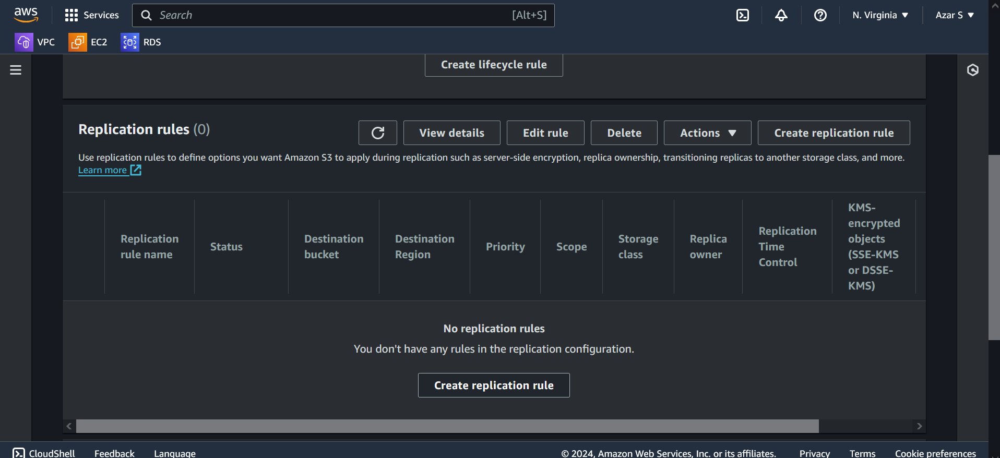 aws
Services
Search
[Alt+S]
N. Virginia
Azar S
VPC
EC2
RDS
Create lifecycle rule
Replication rules (0)
View details
Edit rule
Delete
Actions
Create replication rule
Use replication rules to define options you want Amazon S3 to apply during replication such as server-side encryption, replica ownership, transitioning replicas to another storage class, and more.
Learn more
Replication
rule name
Status
Destination
bucket
Destination
Region
Priority
Scope
Storage
class
Replica
owner
Replication
Time
Control
KMS-
encrypted
objects
(SSE-KMS
or DSSE-
KMS)
No replication rules
You don't have any rules in the replication configuration.
Create replication rule
CloudShell
Feedback
Language
© 2024, Amazon Web Services, Inc. or its affiliates.
Privacy
Terms
Cookie preferences